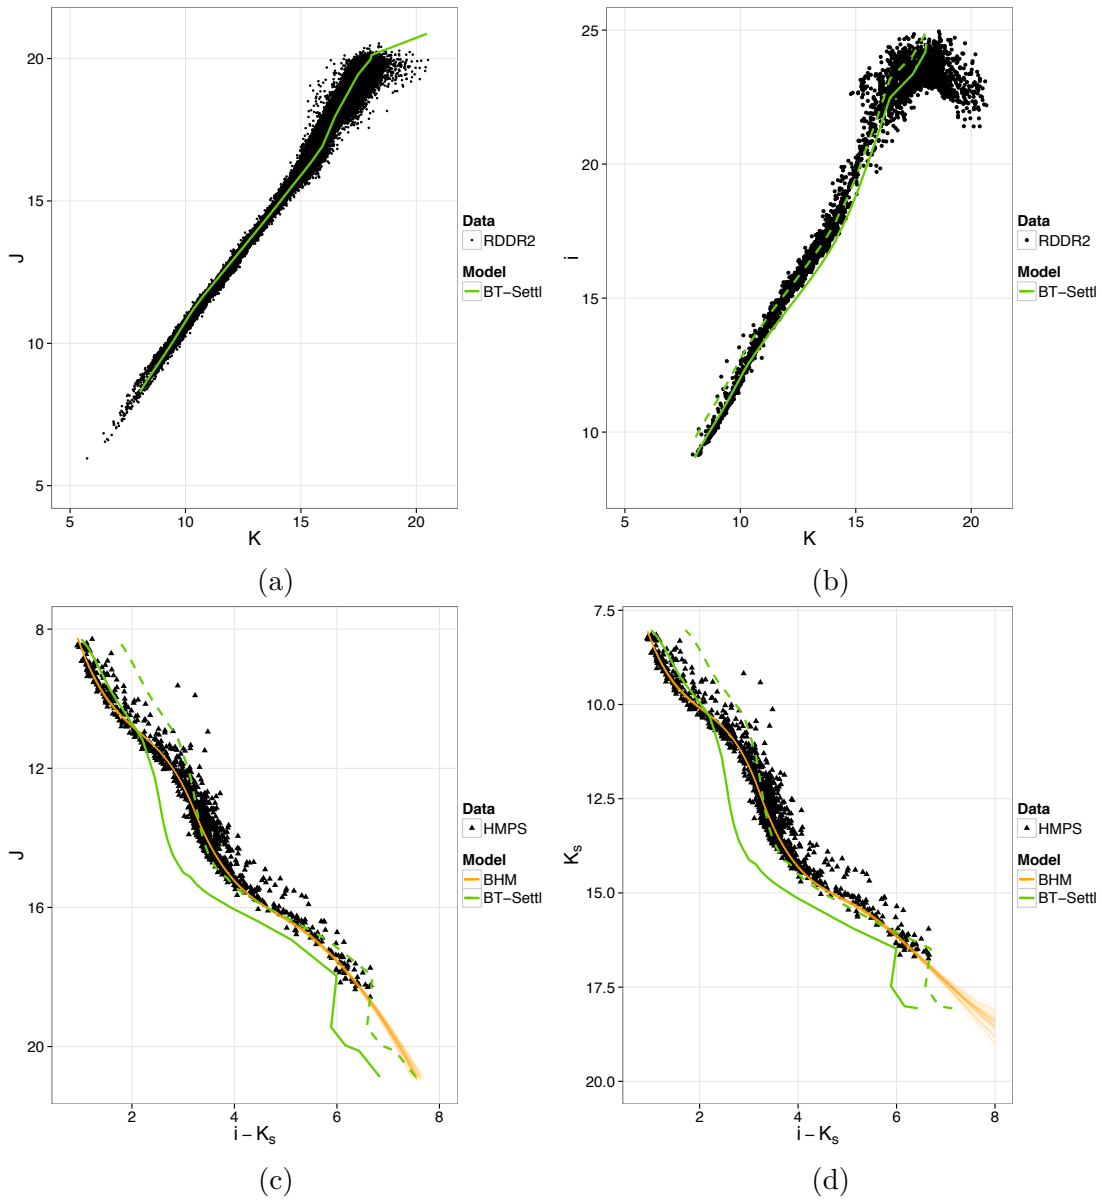 20
15
10
5
5
10
15
20
J
K
Data
RDDR2
Model
BT−Settl
(a)
25
20
15
10
5
10
15
20
i
K
Data
RDDR2
Model
BT−Settl
(b)
8
12
16
20
2
4
6
8
J
i − Ks
Data
HMPS
Model
BHM
BT−Settl
(c)
7.5
10.0
12.5
15.0
17.5
20.0
2
4
6
8
Ks
i − Ks
Data
HMPS
Model
BHM
BT−Settl
(d)